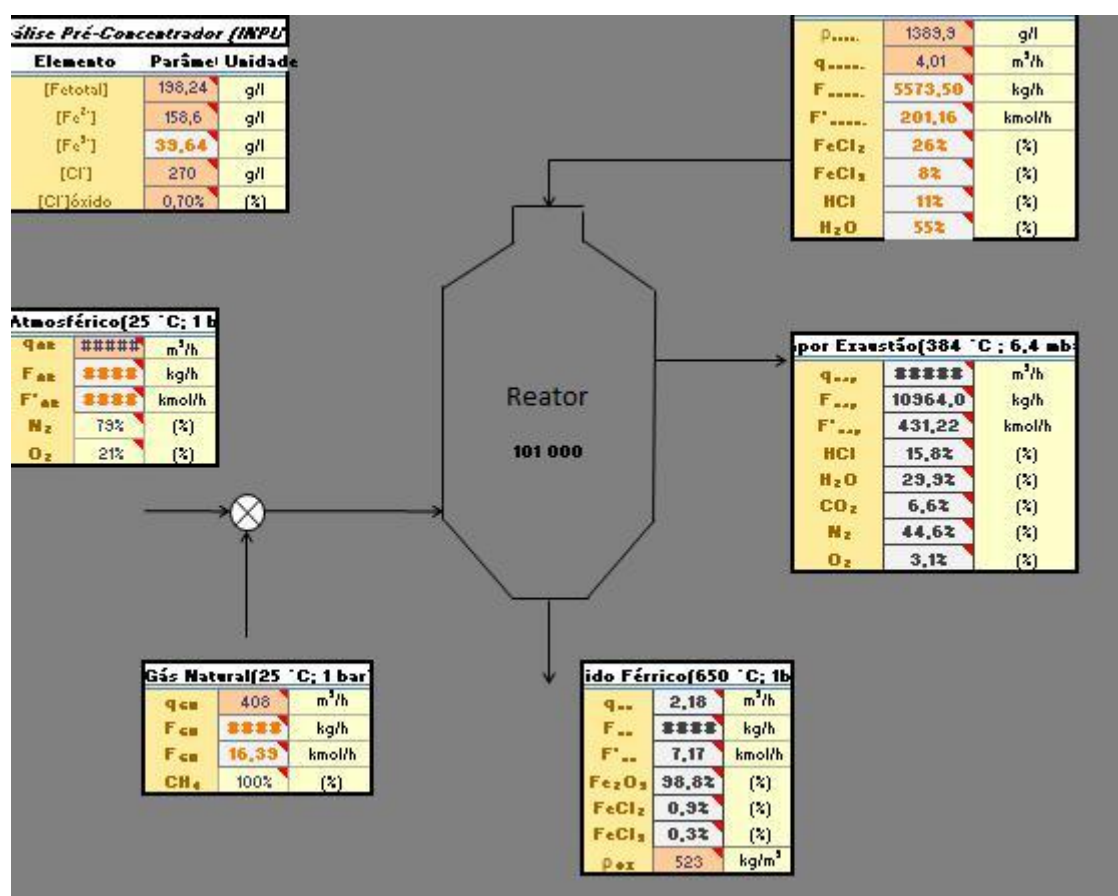 álise Pré-Concentrador (INPU
Elemento Parâme Unidade
[Fetotal] 198,24 g/l
[Fe²⁺] 158,6 g/l
[Fe³⁺] 39,64 g/l
[Cl⁻] 270 g/l
[Cl⁻]óxido 0,70% (%)
1389,9 g/l
4,01 m³/h
5573,50 kg/h
201,16 kmol/h
FeCl₂ 26% (%)
FeCl₃ 8% (%)
HCl 11% (%)
H₂O 55% (%)
Atmosférico(25 °C; 1 b
##### m³/h
#### kg/h
#### kmol/h
N₂ 79% (%)
O₂ 21% (%)
Reator
101 000
por Exaustão(384 °C ; 6,4 mb
##### m³/h
10964,0 kg/h
431,22 kmol/h
HCl 15,8% (%)
H₂O 29,9% (%)
CO₂ 6,6% (%)
N₂ 44,6% (%)
O₂ 3,1% (%)
Gás Natural(25 °C; 1 bar
408 m³/h
#### kg/h
16,39 kmol/h
CH₄ 100% (%)
ido Férrico(650 °C; 1b
2,18 m³/h
#### kg/h
7,17 kmol/h
Fe₂O₃ 98,8% (%)
FeCl₂ 0,9% (%)
FeCl₃ 0,3% (%)
523 kg/m³